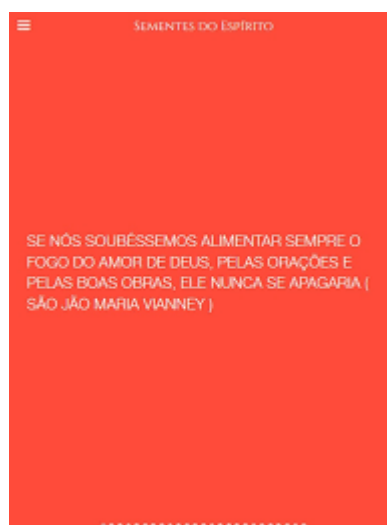 SEMENTES DO ESPÍRITO
SE NÓS SOUBÉSSEMOS ALIMENTAR SEMPRE O
FOGO DO AMOR DE DEUS, PELAS ORAÇÕES E
PELAS BOAS OBRAS, ELE NUNCA SE APAGARIA (
SÃO JÃO MARIA VIANNEY )